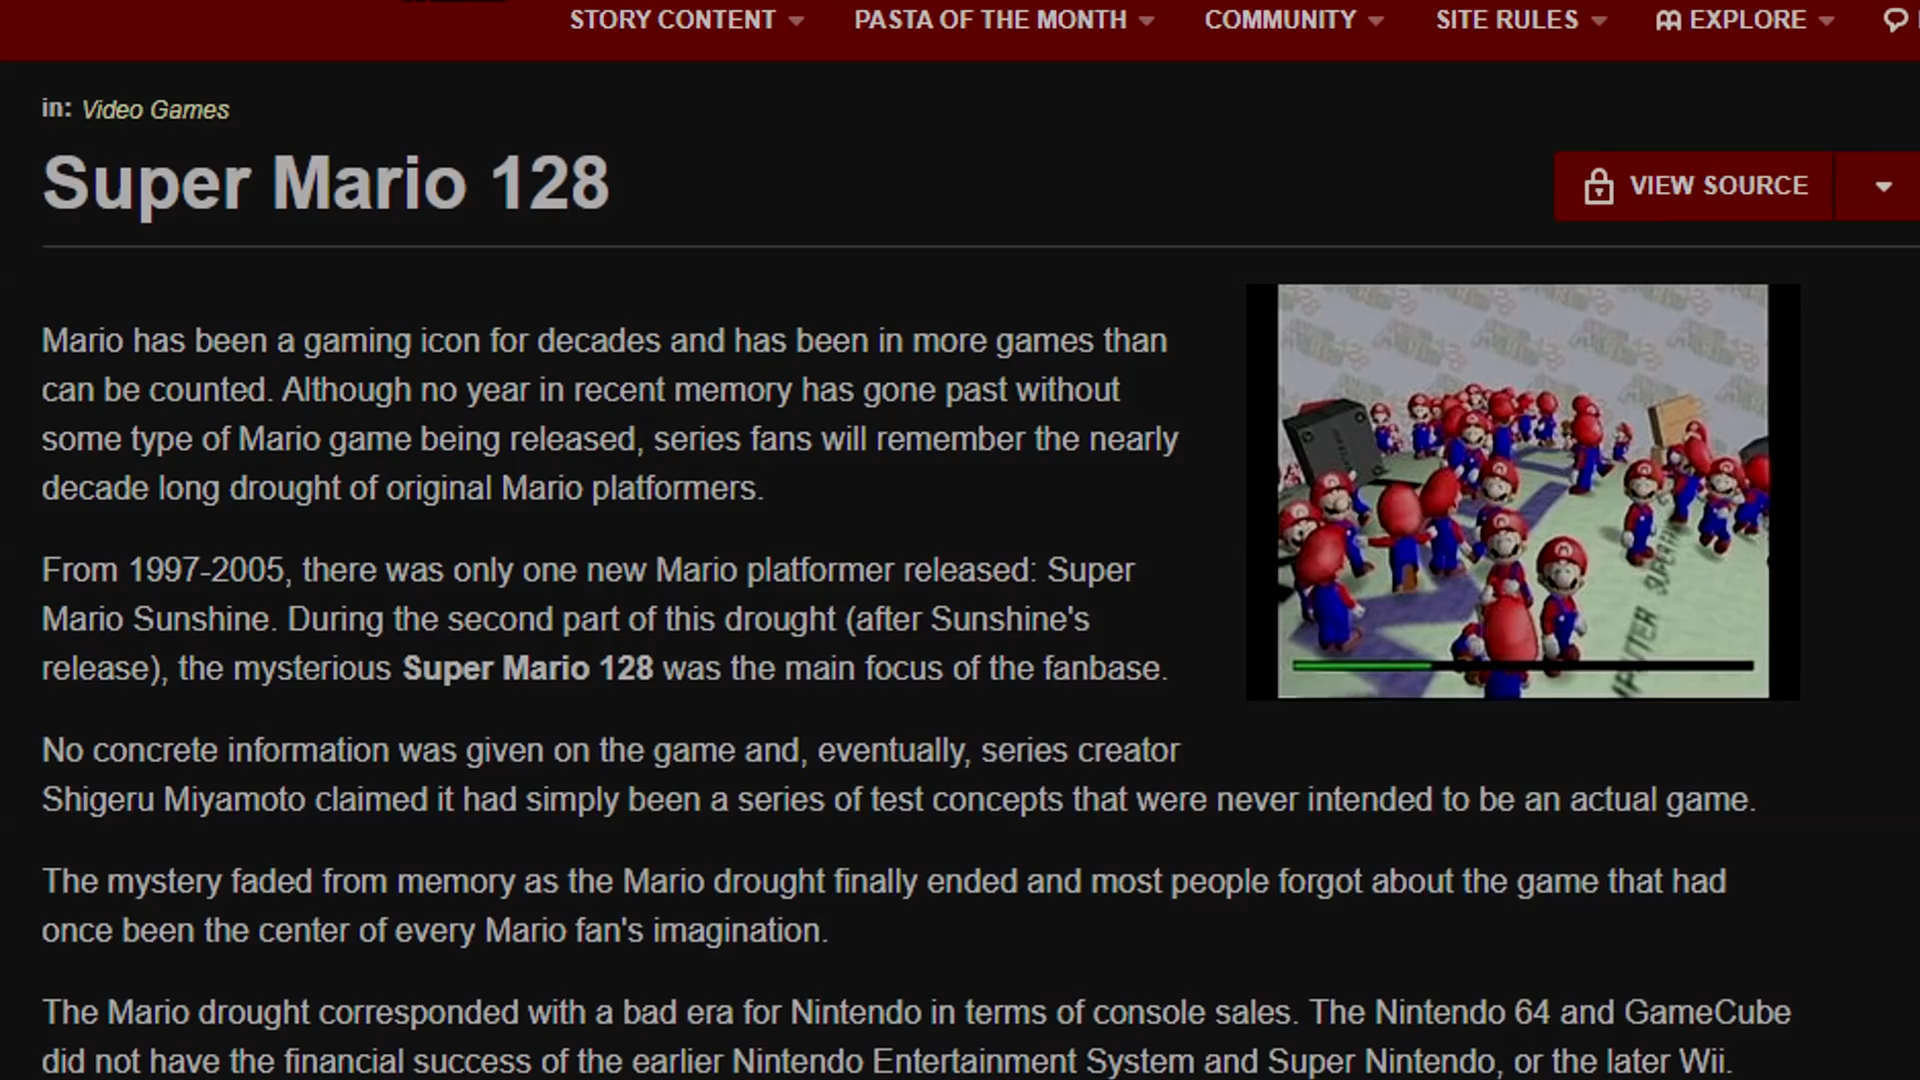 STORY CONTENT
PASTA OF THE MONTH
COMMUNITY
SITE RULES
EXPLORE
in: Video Games
Super Mario 128
VIEW SOURCE
Mario has been a gaming icon for decades and has been in more games than
can be counted. Although no year in recent memory has gone past without
some type of Mario game being released, series fans will remember the nearly
decade long drought of original Mario platformers.
From 1997-2005, there was only one new Mario platformer released: Super
Mario Sunshine. During the second part of this drought (after Sunshine's
release), the mysterious Super Mario 128 was the main focus of the fanbase.
No concrete information was given on the game and, eventually, series creator
Shigeru Miyamoto claimed it had simply been a series of test concepts that were never intended to be an actual game.
The mystery faded from memory as the Mario drought finally ended and most people forgot about the game that had
once been the center of every Mario fan's imagination.
The Mario drought corresponded with a bad era for Nintendo in terms of console sales. The Nintendo 64 and GameCube
did not have the financial success of the earlier Nintendo Entertainment System and Super Nintendo, or the later Wii.